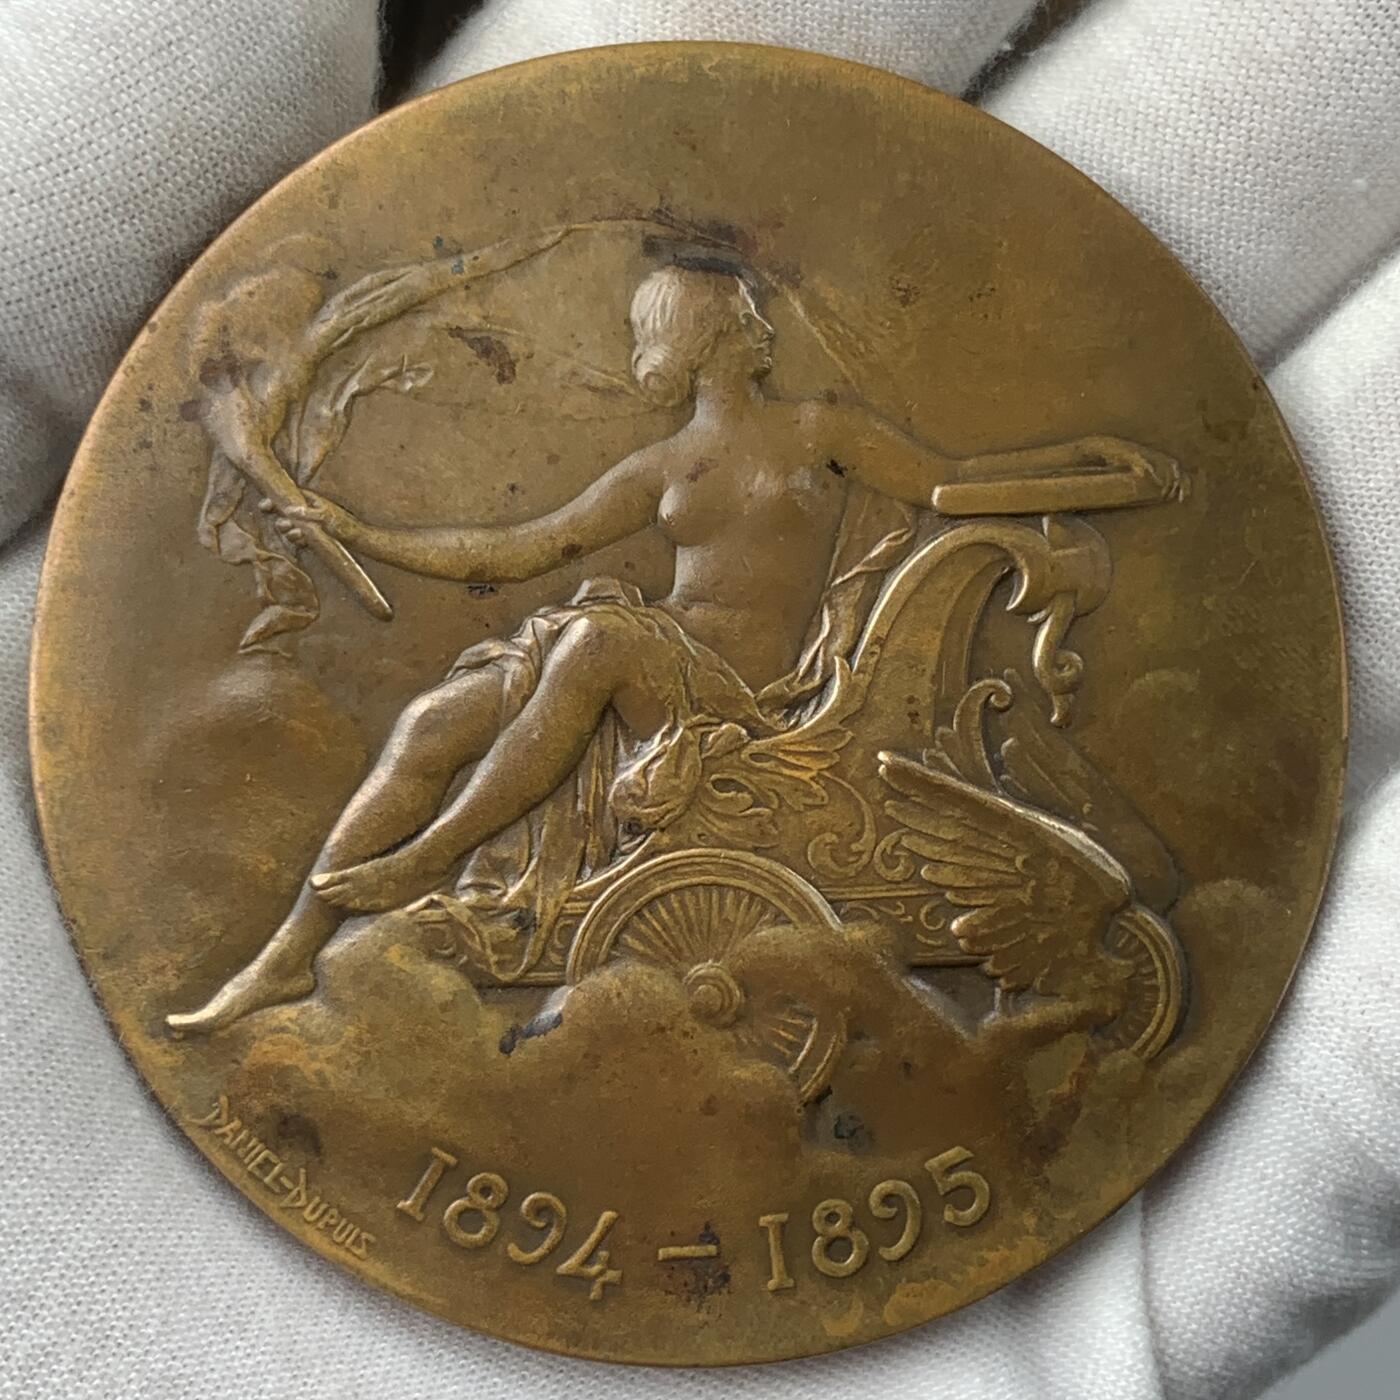 DANIEL-DUPUIS
1894 – 1895